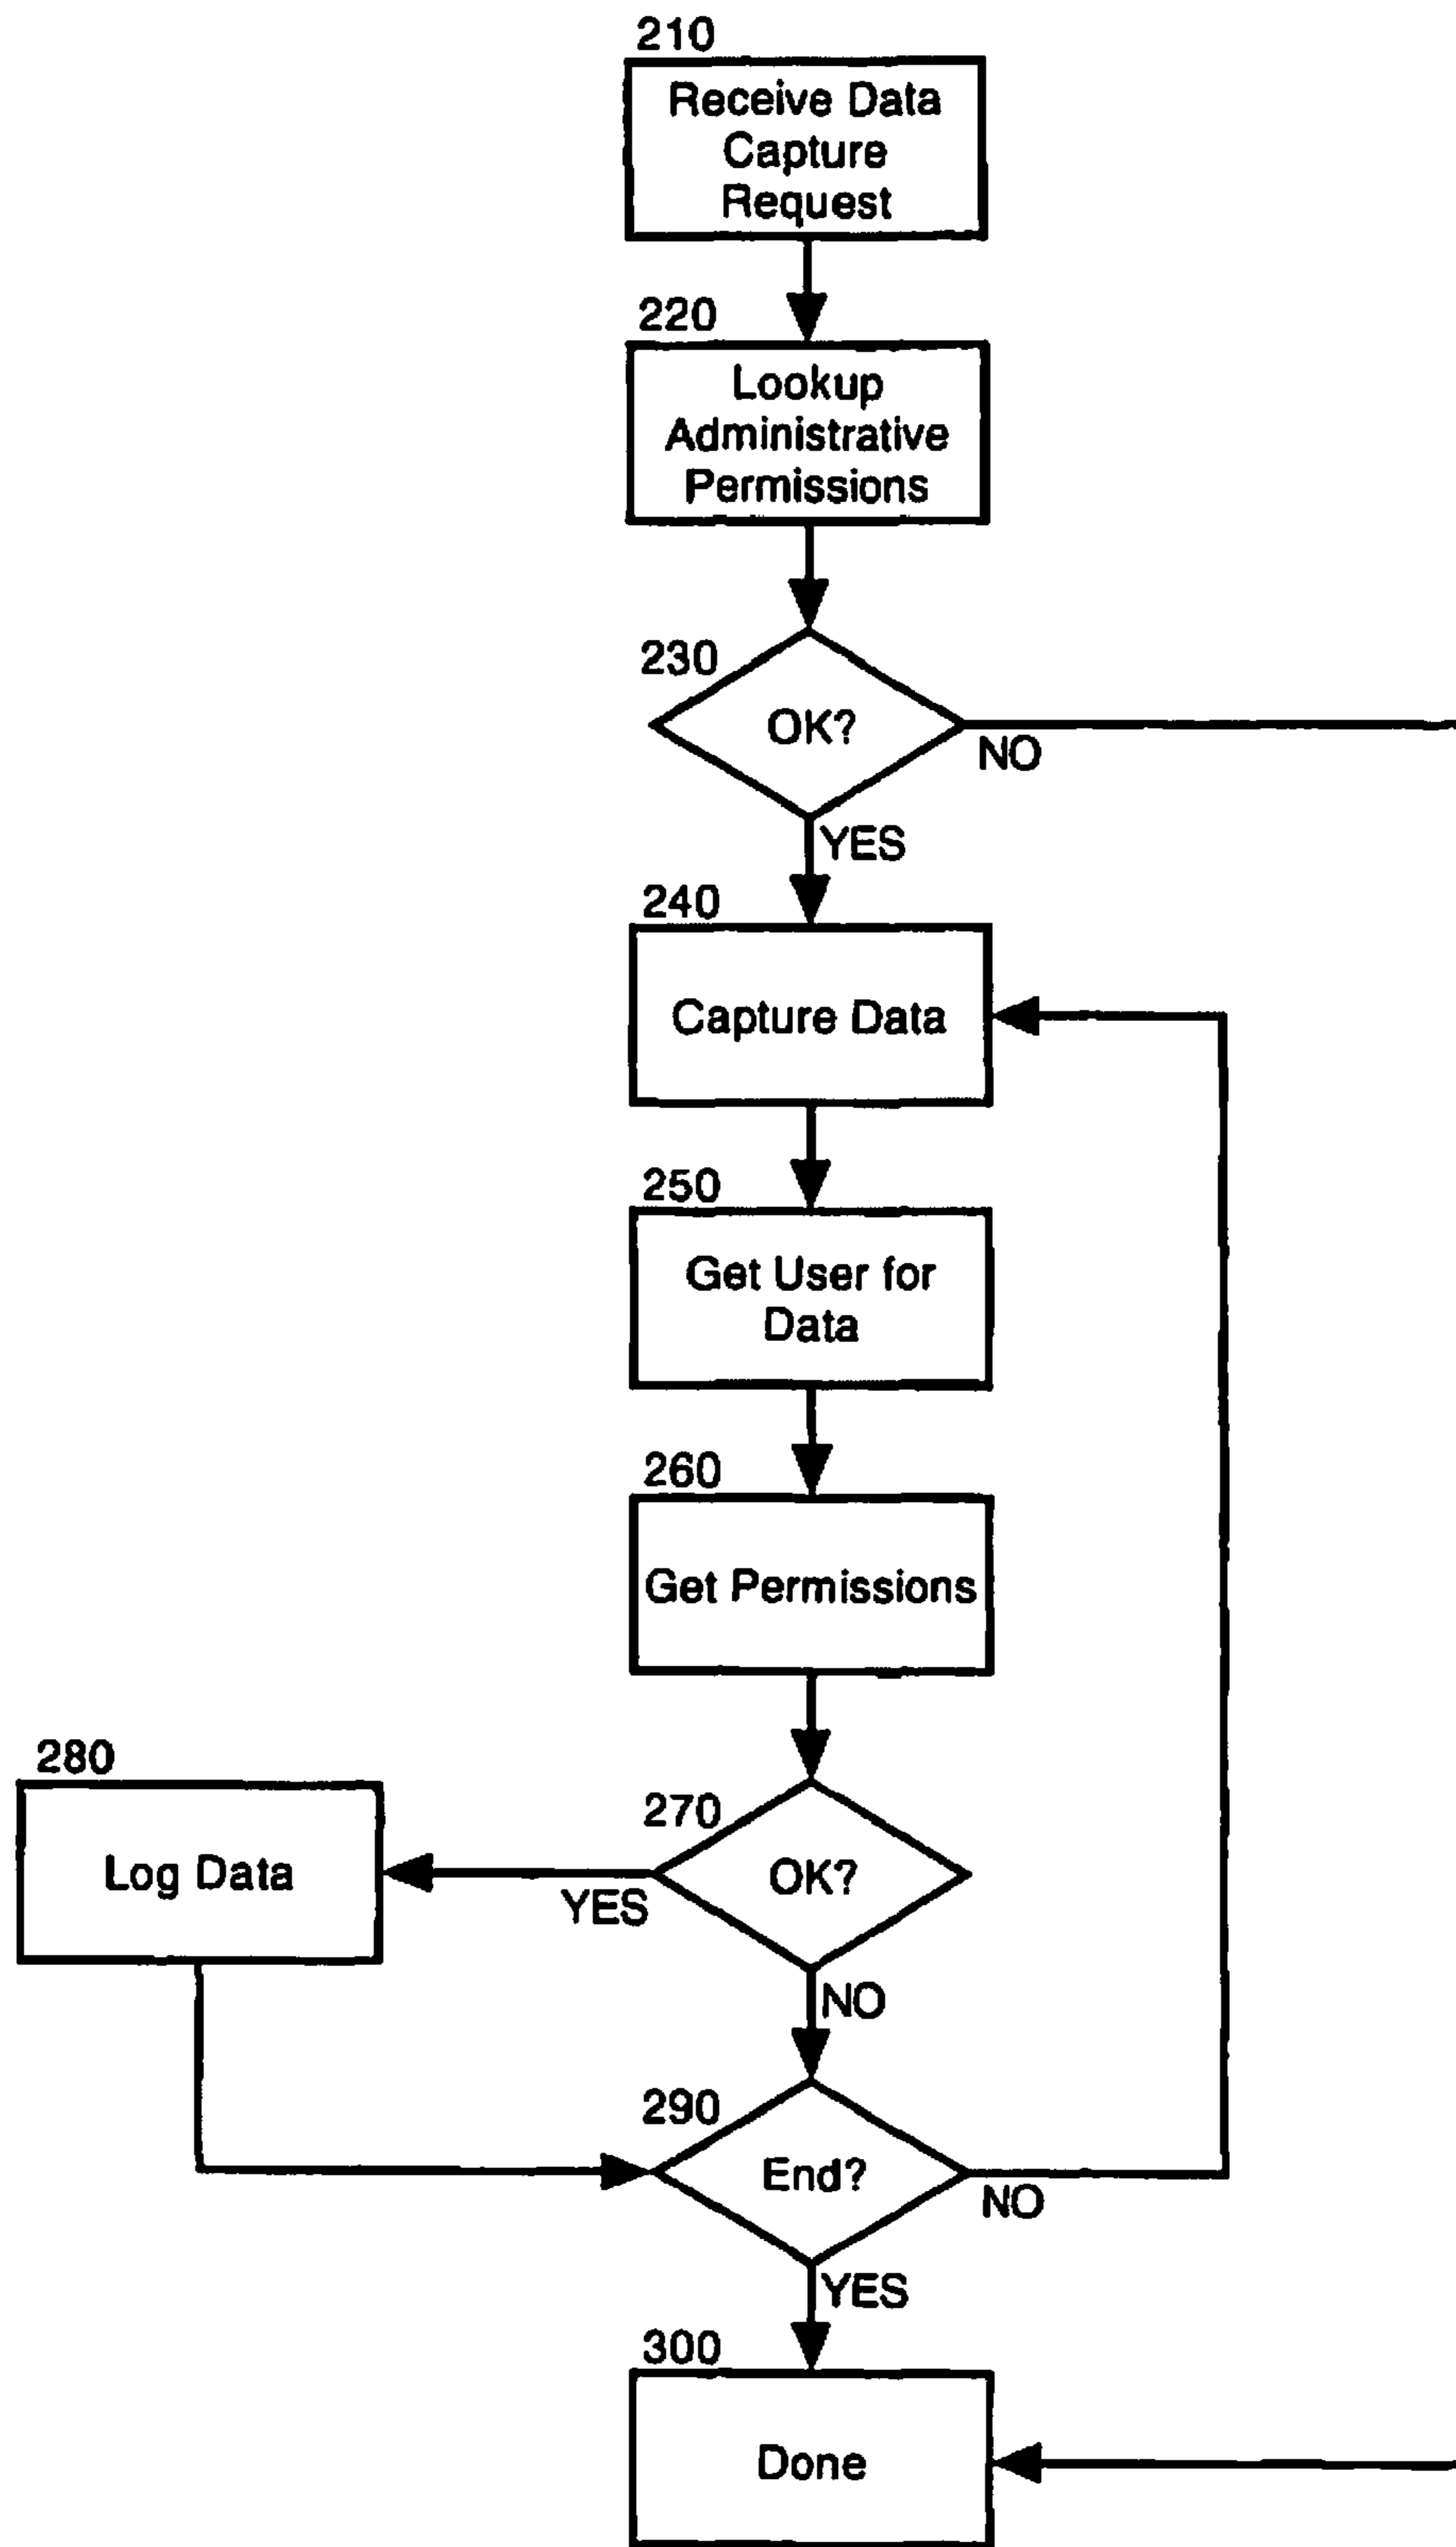 210
Receive Data
Capture
Request
220
Lookup
Administrative
Permissions
230
OK?
NO
YES
240
Capture Data
250
Get User for
Data
260
Get Permissions
280
Log Data
270
OK?
YES
NO
290
End?
NO
YES
300
Done